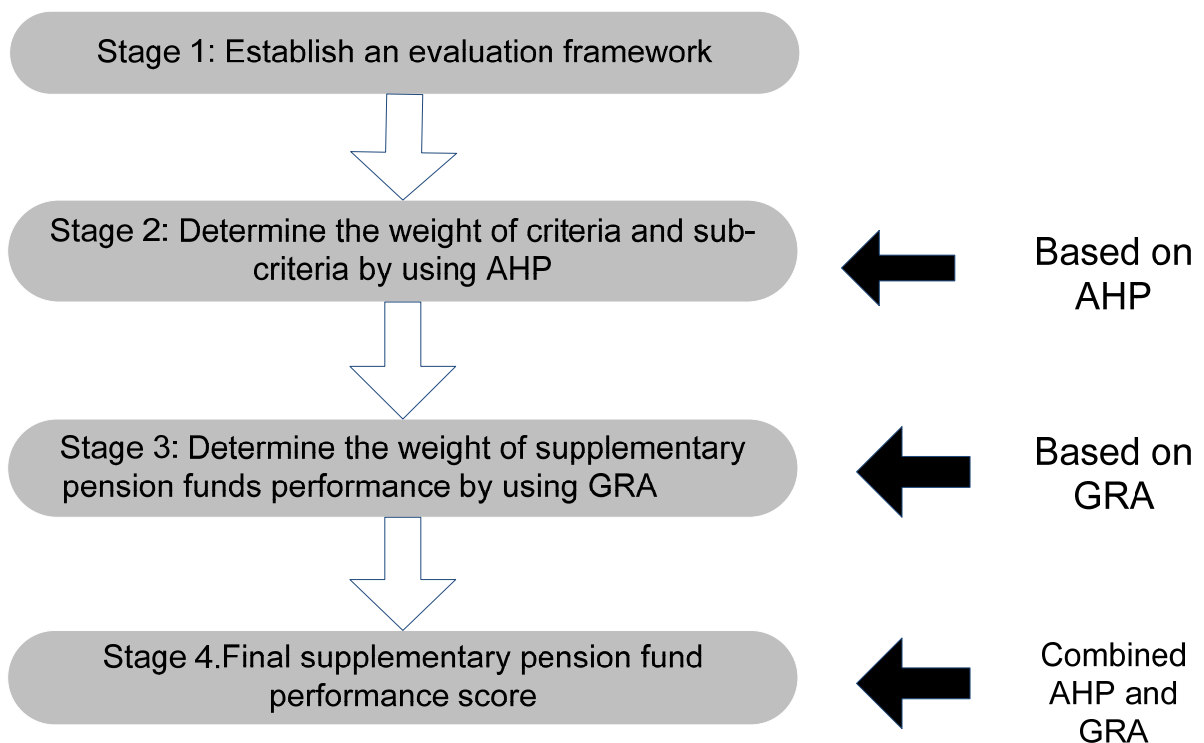 Stage 1: Establish an evaluation framework
Stage 2: Determine the weight of criteria and sub-
criteria by using AHP
Based on
AHP
Stage 3: Determine the weight of supplementary
pension funds performance by using GRA
Based on
GRA
Stage 4.Final supplementary pension fund
performance score
Combined
AHP and
GRA